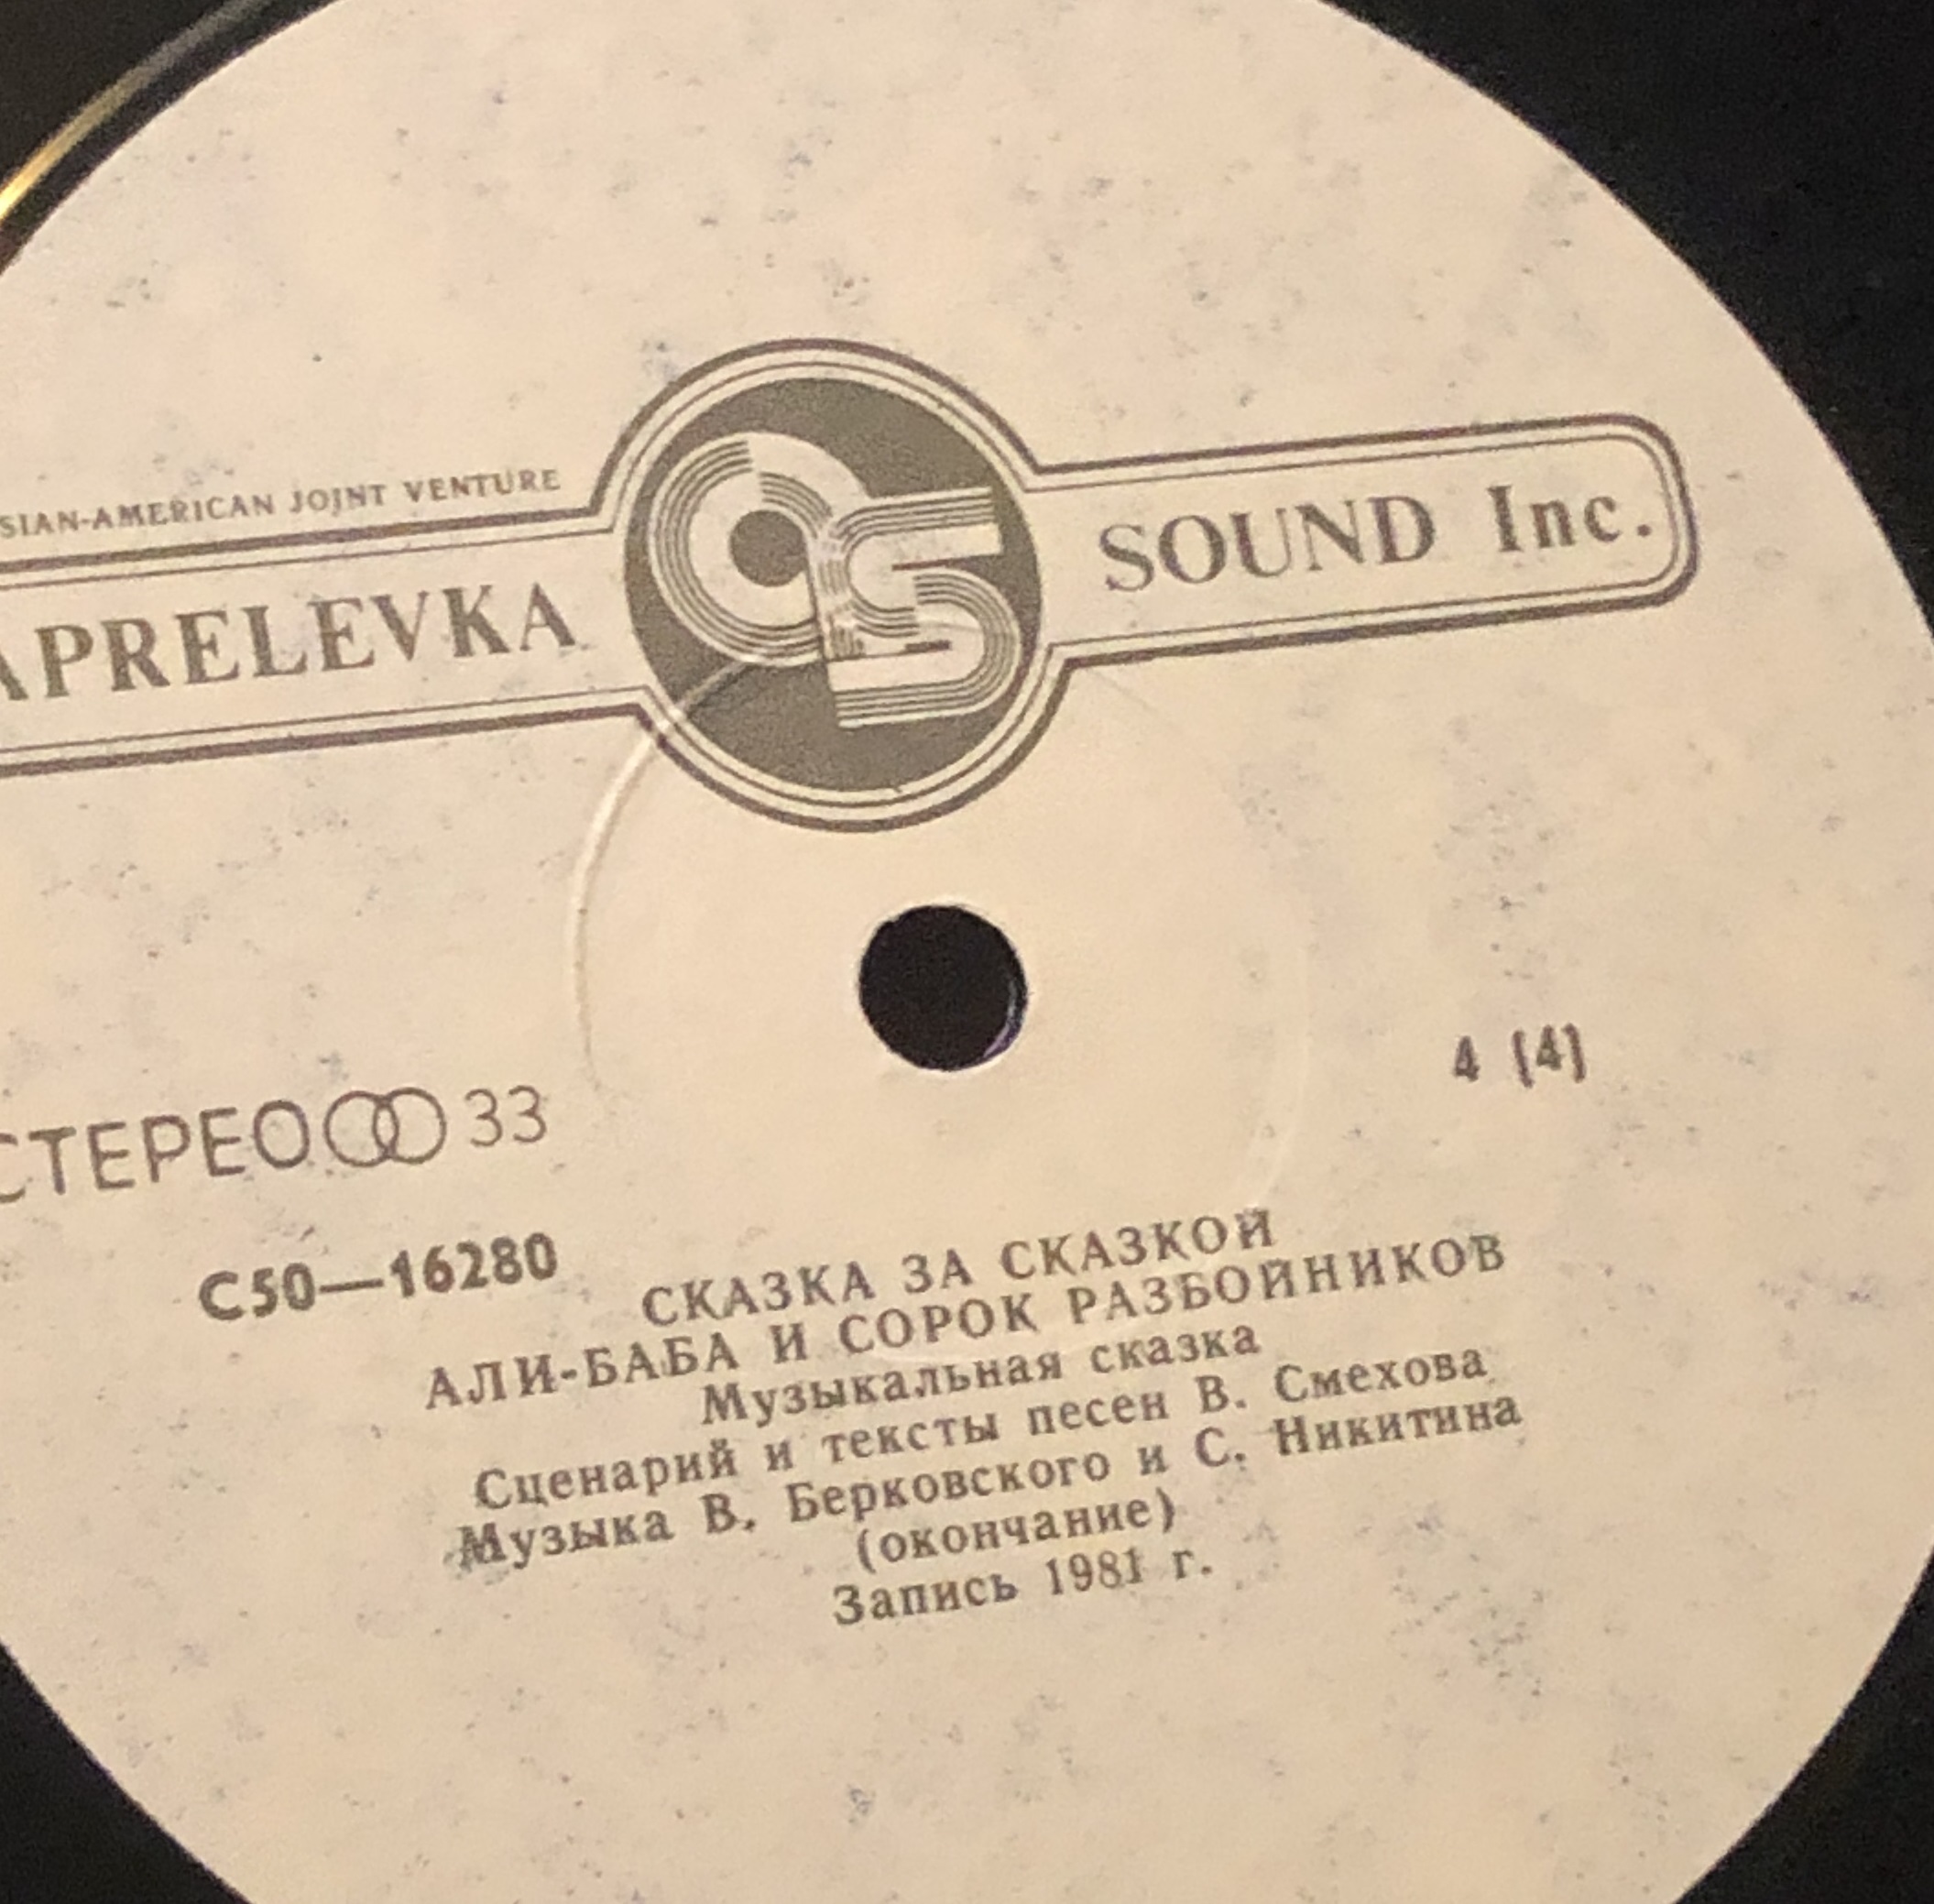 SIAN-AMERICAN JOINT VENTURE
APRELEVKA SOUND Inc.
4 [4]
СТЕРЕО 33
С50—16280
СКАЗКА ЗА СКАЗКОЙ
АЛИ-БАБА И СОРОК РАЗБОЙНИКОВ
Музыкальная сказка
Сценарий и тексты песен В. Смехова
Музыка В. Берковского и С. Никитина
(окончание)
Запись 1981 г.